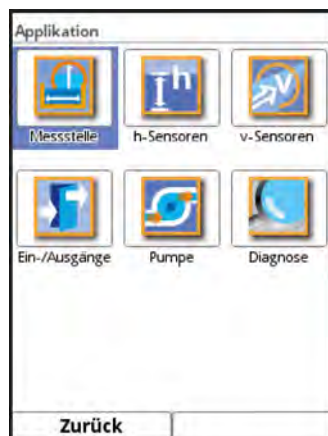 Applikation
Messstelle h-Sensoren v-Sensoren
Ein-/Ausgänge Pumpe Diagnose
Zurück